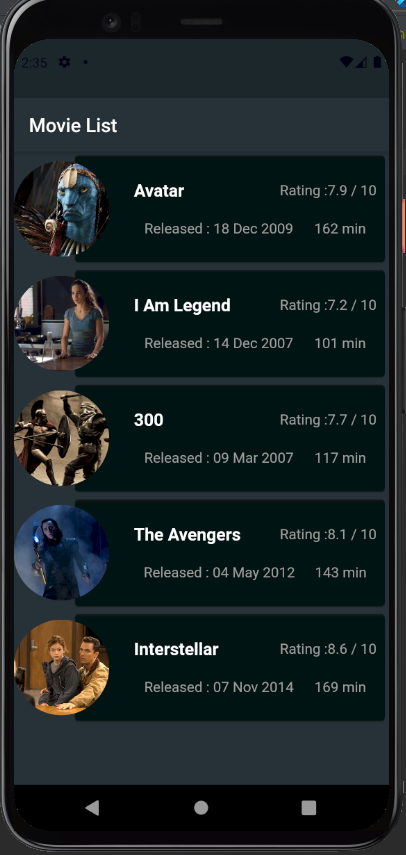 2:35
Movie List
Avatar Rating :7.9 / 10
Released : 18 Dec 2009 162 min
I Am Legend Rating :7.2 / 10
Released : 14 Dec 2007 101 min
300 Rating :7.7 / 10
Released : 09 Mar 2007 117 min
The Avengers Rating :8.1 / 10
Released : 04 May 2012 143 min
Interstellar Rating :8.6 / 10
Released : 07 Nov 2014 169 min